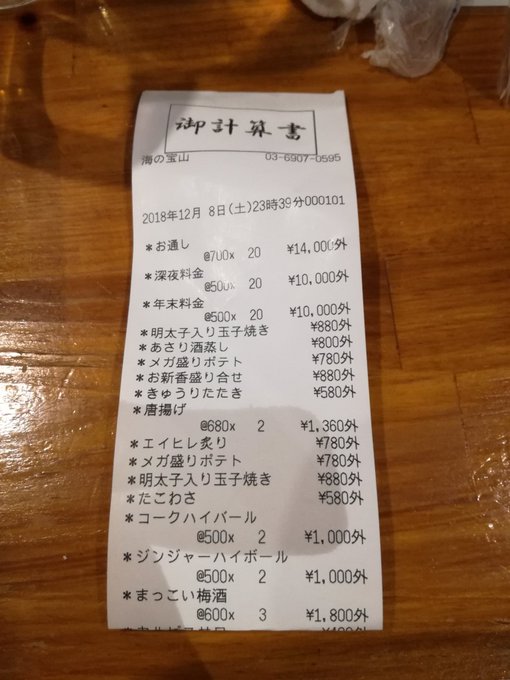 御計算書
海の宝山 03-6907-0595
2018年12月 8日(土)23時39分000101
*お通し
@700x 20 ¥14,000外
*深夜料金
@500x 20 ¥10,000外
*年末料金
@500x 20 ¥10,000外
*明太子入り玉子焼き ¥880外
*あさり酒蒸し ¥800外
*メガ盛りポテト ¥780外
*お新香盛り合せ ¥880外
*きゅうりたたき ¥580外
*唐揚げ
@680x 2 ¥1,360外
*エイヒレ炙り ¥780外
*メガ盛りポテト ¥780外
*明太子入り玉子焼き ¥880外
*たこわさ ¥580外
*コークハイバール
@500x 2 ¥1,000外
*ジンジャーハイボール
@500x 2 ¥1,000外
*まっこい梅酒
@600x 3 ¥1,800外